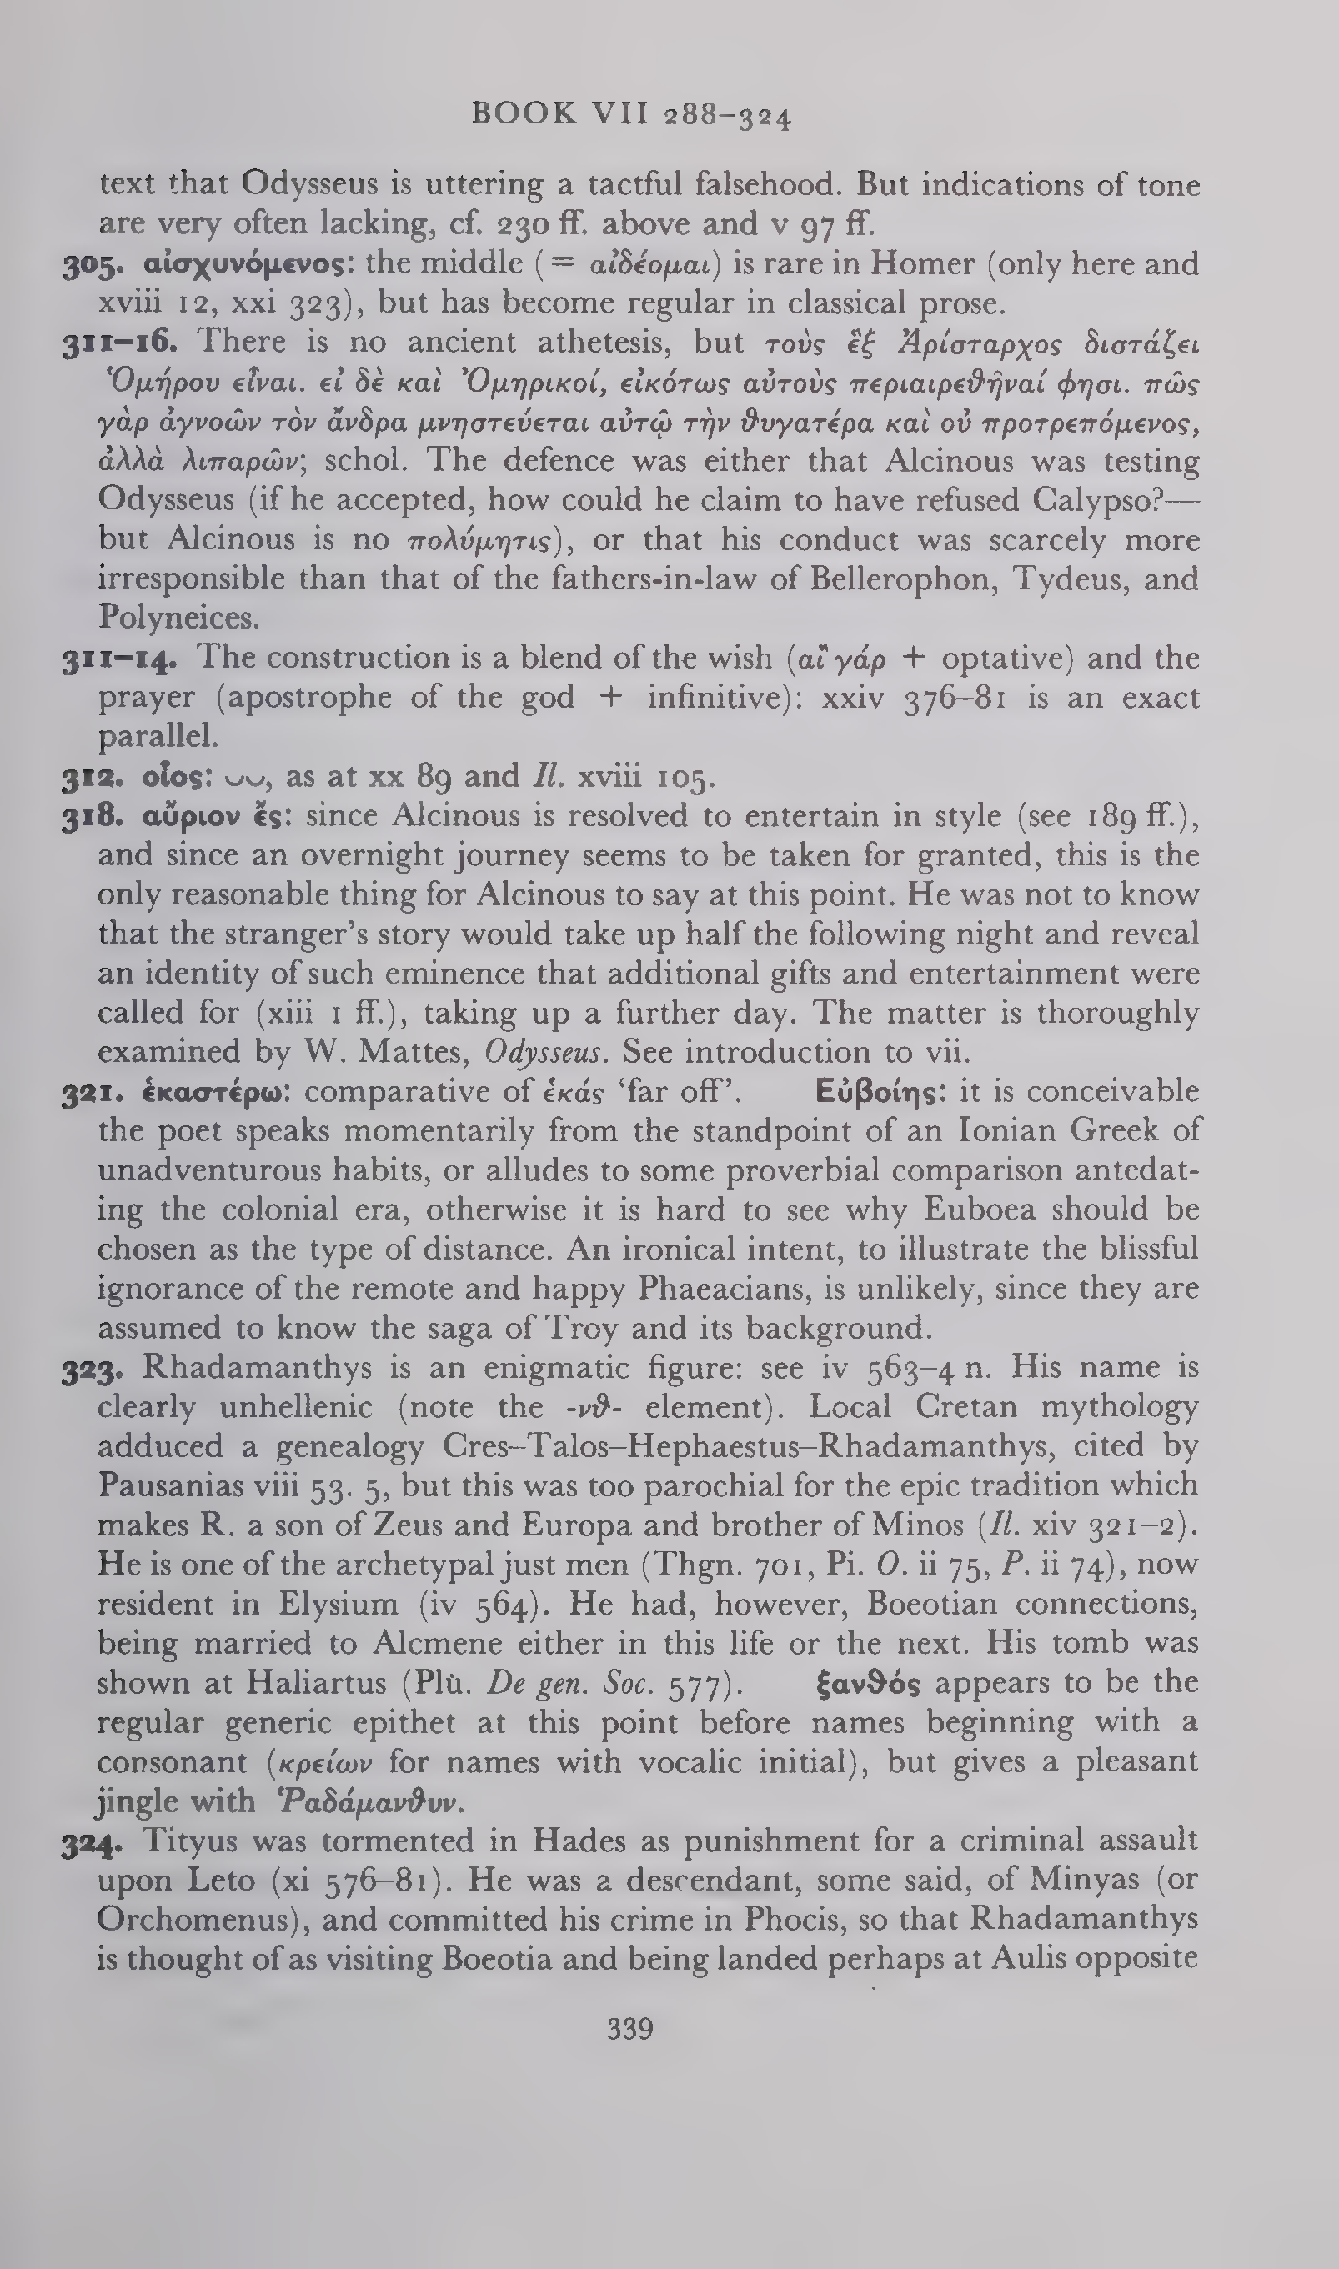 BOOK VII 288–324
text that Odysseus is uttering a tactful falsehood. But indications of tone
are very often lacking, cf. 230 ff. above and v 97 ff.
305. αἰσχυνόμενος: the middle (= αἰδέομαι) is rare in Homer (only here and
xviii 12, xxi 323), but has become regular in classical prose.
311–16. There is no ancient athetesis, but τοὺς ἓξ Ἀρίσταρχος διστάζει
Ὁμήρου εἶναι. εἰ δὲ καὶ Ὁμηρικοί, εἰκότως αὐτοὺς περιαιρεϑῆναί φησι. πῶς
γὰρ ἀγνοῶν τὸν ἄνδρα μνηστεύεται αὐτῷ τὴν ϑυγατέρα καὶ οὐ προτρεπόμενος,
ἀλλὰ λιπαρῶν; schol. The defence was either that Alcinous was testing
Odysseus (if he accepted, how could he claim to have refused Calypso?—
but Alcinous is no πολύμητις), or that his conduct was scarcely more
irresponsible than that of the fathers-in-law of Bellerophon, Tydeus, and
Polyneices.
311–14. The construction is a blend of the wish (αἲ γάρ + optative) and the
prayer (apostrophe of the god + infinitive): xxiv 376–81 is an exact
parallel.
312. οἷος: ⏑⏑, as at xx 89 and Il. xviii 105.
318. αὔριον ἔς: since Alcinous is resolved to entertain in style (see 189 ff.),
and since an overnight journey seems to be taken for granted, this is the
only reasonable thing for Alcinous to say at this point. He was not to know
that the stranger’s story would take up half the following night and reveal
an identity of such eminence that additional gifts and entertainment were
called for (xiii 1 ff.), taking up a further day. The matter is thoroughly
examined by W. Mattes, Odysseus. See introduction to vii.
321. ἑκαστέρω: comparative of ἑκάς ‘far off’. Εὐβοίης: it is conceivable
the poet speaks momentarily from the standpoint of an Ionian Greek of
unadventurous habits, or alludes to some proverbial comparison antedat-
ing the colonial era, otherwise it is hard to see why Euboea should be
chosen as the type of distance. An ironical intent, to illustrate the blissful
ignorance of the remote and happy Phaeacians, is unlikely, since they are
assumed to know the saga of Troy and its background.
323. Rhadamanthys is an enigmatic figure: see iv 563–4 n. His name is
clearly unhellenic (note the -νϑ- element). Local Cretan mythology
adduced a genealogy Cres–Talos–Hephaestus–Rhadamanthys, cited by
Pausanias viii 53. 5, but this was too parochial for the epic tradition which
makes R. a son of Zeus and Europa and brother of Minos (Il. xiv 321–2).
He is one of the archetypal just men (Thgn. 701, Pi. O. ii 75, P. ii 74), now
resident in Elysium (iv 564). He had, however, Boeotian connections,
being married to Alcmene either in this life or the next. His tomb was
shown at Haliartus (Plu. De gen. Soc. 577). ξανϑός appears to be the
regular generic epithet at this point before names beginning with a
consonant (κρείων for names with vocalic initial), but gives a pleasant
jingle with Ῥαδάμανϑυν.
324. Tityus was tormented in Hades as punishment for a criminal assault
upon Leto (xi 576–81). He was a descendant, some said, of Minyas (or
Orchomenus), and committed his crime in Phocis, so that Rhadamanthys
is thought of as visiting Boeotia and being landed perhaps at Aulis opposite
339